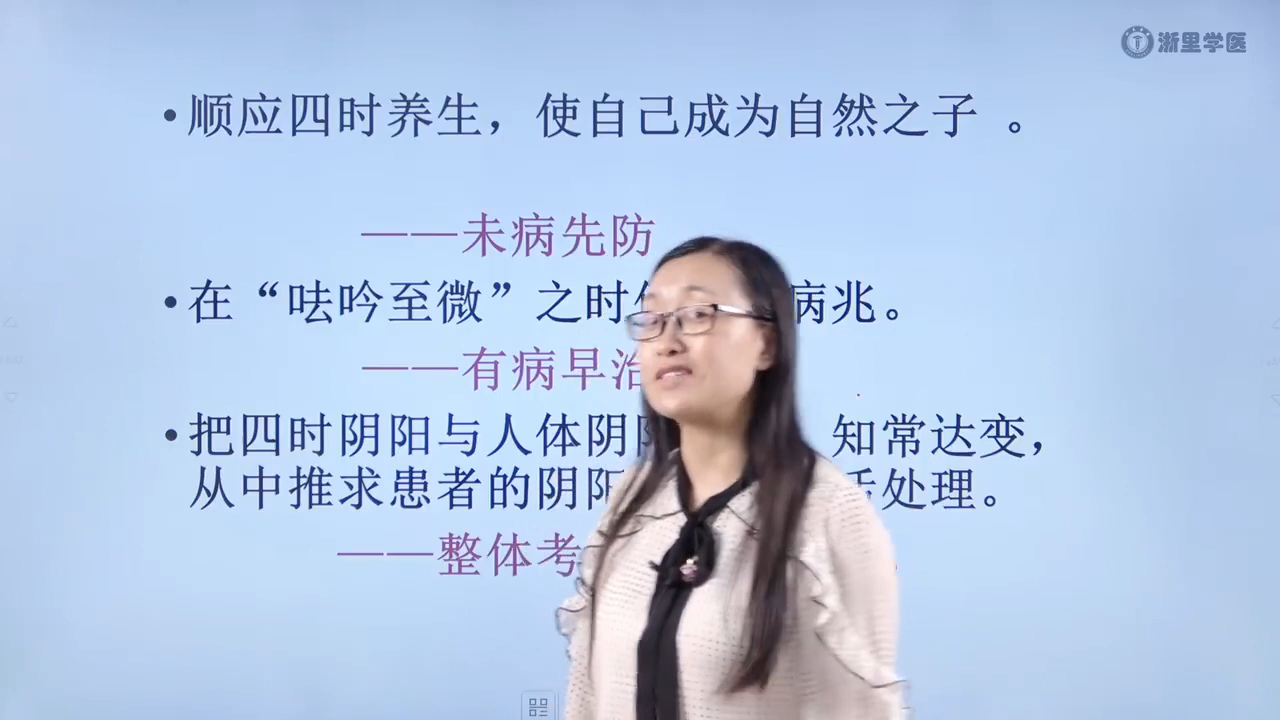 浙里学医
•顺应四时养生，使自己成为自然之子 。
——未病先防
•在“呿吟至微”之时 病兆。
——有病早治
•把四时阴阳与人体阴 知常达变，
从中推求患者的阴阳 处理。
——整体考